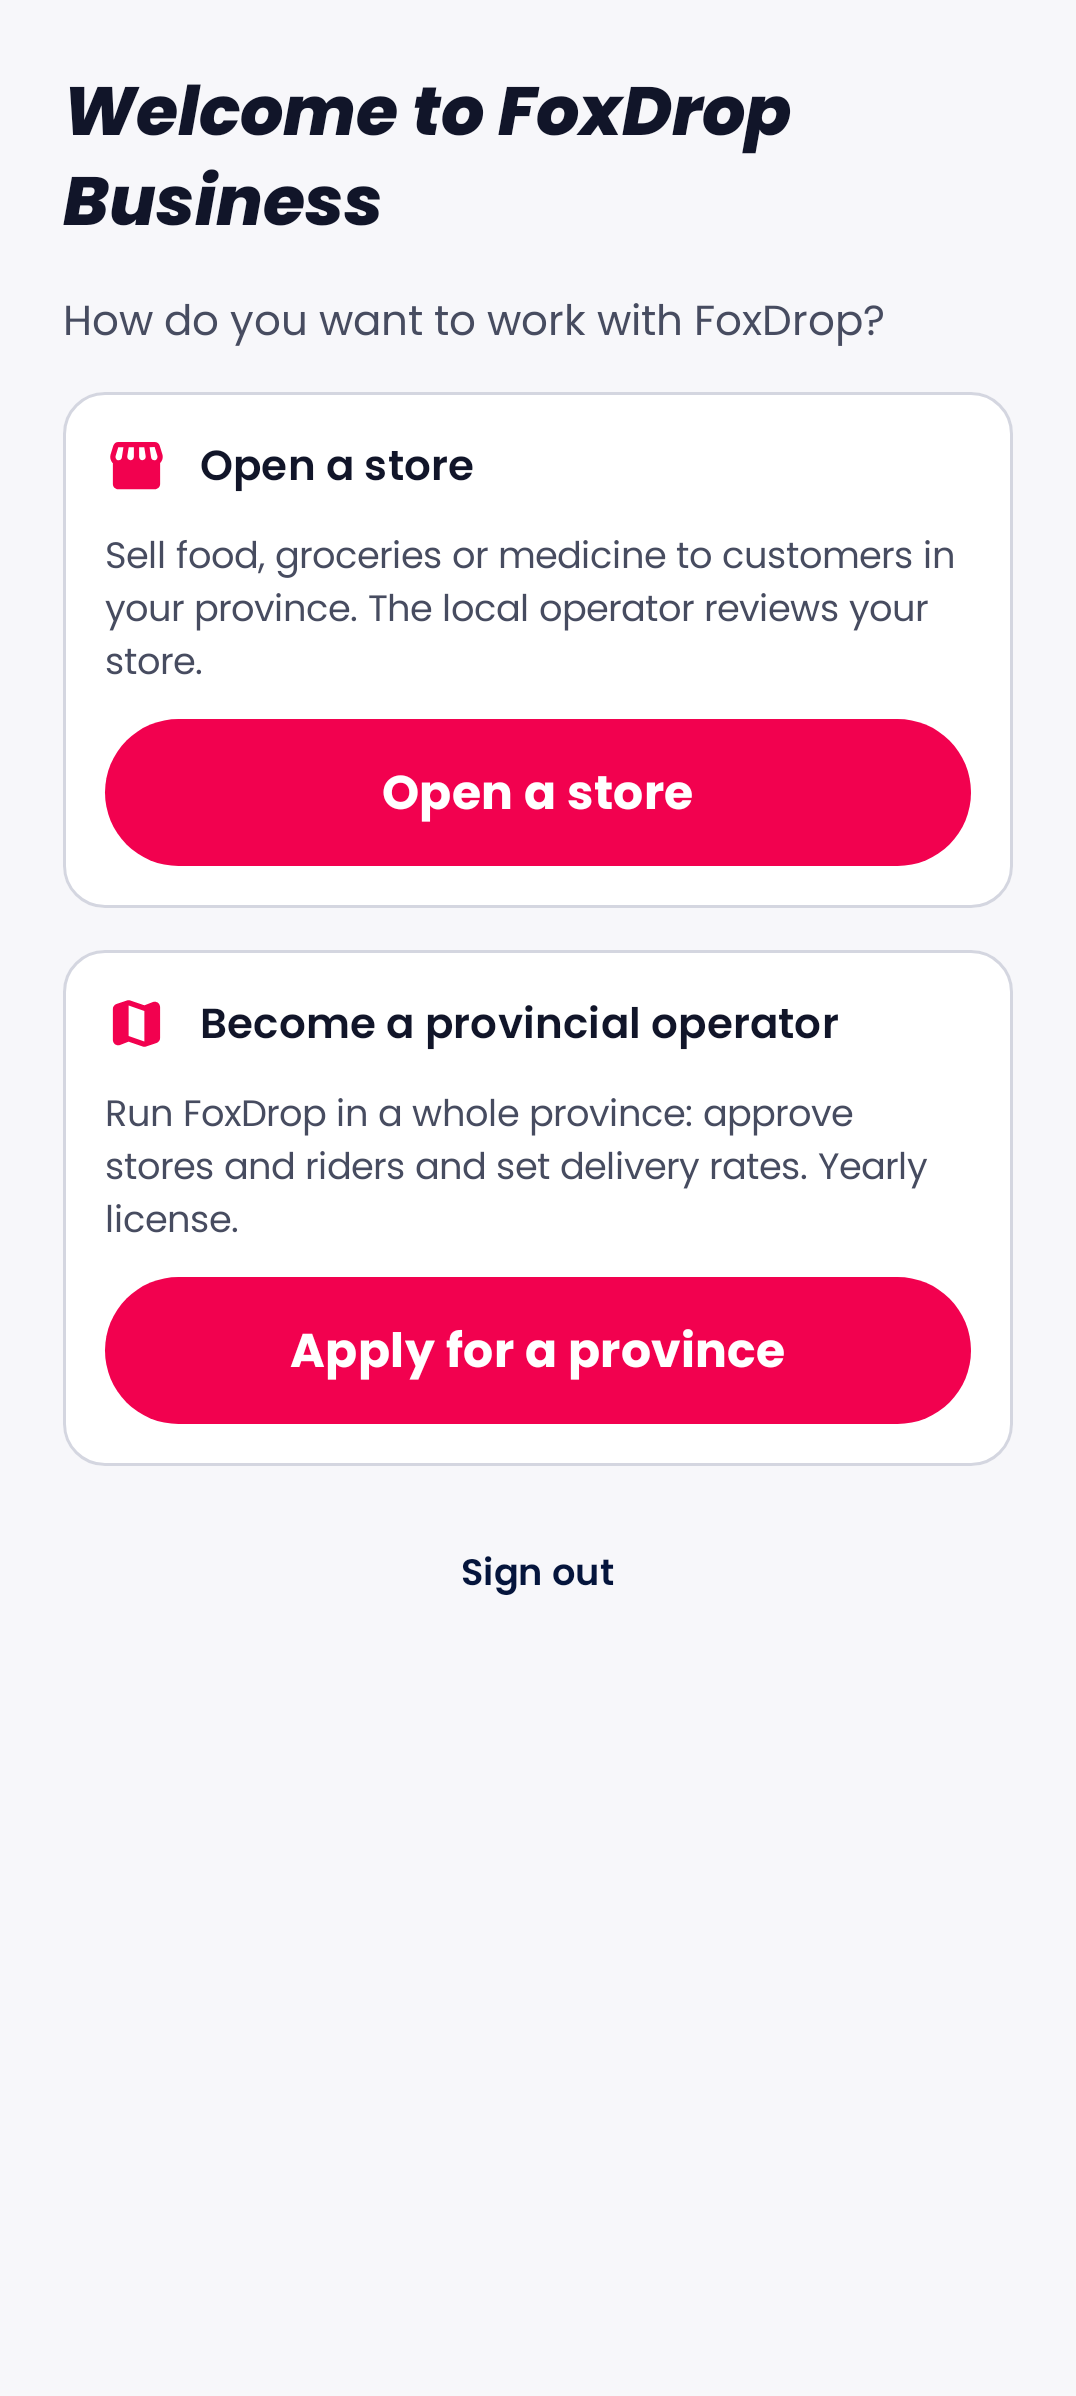 Welcome to FoxDrop
Business
How do you want to work with FoxDrop?
Open a store
Sell food, groceries or medicine to customers in
your province. The local operator reviews your
store.
Open a store
Become a provincial operator
Run FoxDrop in a whole province: approve
stores and riders and set delivery rates. Yearly
license.
Apply for a province
Sign out